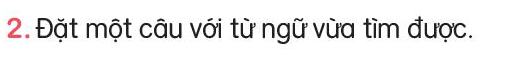 2. Đặt một câu với từ ngữ vừa tìm được.